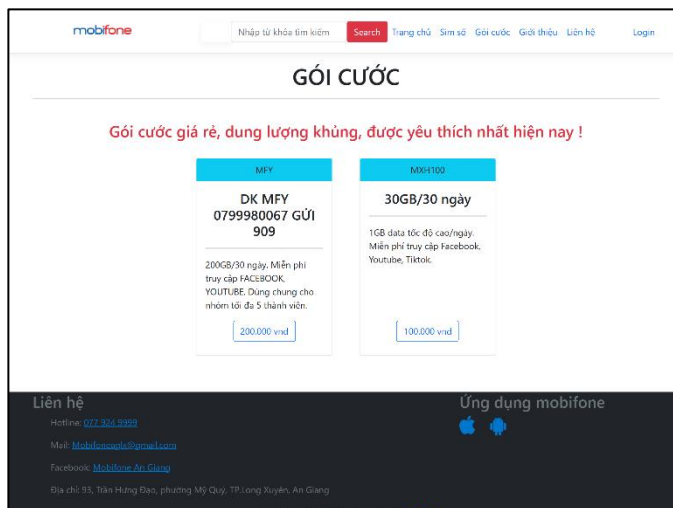 mobifone
Nhập từ khóa tìm kiếm
Search
Trang chủ Sim số Gói cước Giới thiệu Liên hệ
Login
GÓI CƯỚC
Gói cước giá rẻ, dung lượng khủng, được yêu thích nhất hiện nay !
MFY
DK MFY
0799980067 GỬI
909
200GB/30 ngày. Miễn phí
truy cập FACEBOOK,
YOUTUBE. Dùng chung cho
nhóm tối đa 5 thành viên.
200.000 vnd
MXH100
30GB/30 ngày
1GB data tốc độ cao/ngày.
Miễn phí truy cập Facebook,
Youtube, Tiktok.
100.000 vnd
Liên hệ
Hotline: 077 924 9999
Mail: Mobifoneagls@gmail.com
Facebook: Mobifone An Giang
Địa chỉ: 93, Trần Hưng Đạo, phường Mỹ Quý, TP.Long Xuyên, An Giang
Ứng dụng mobifone